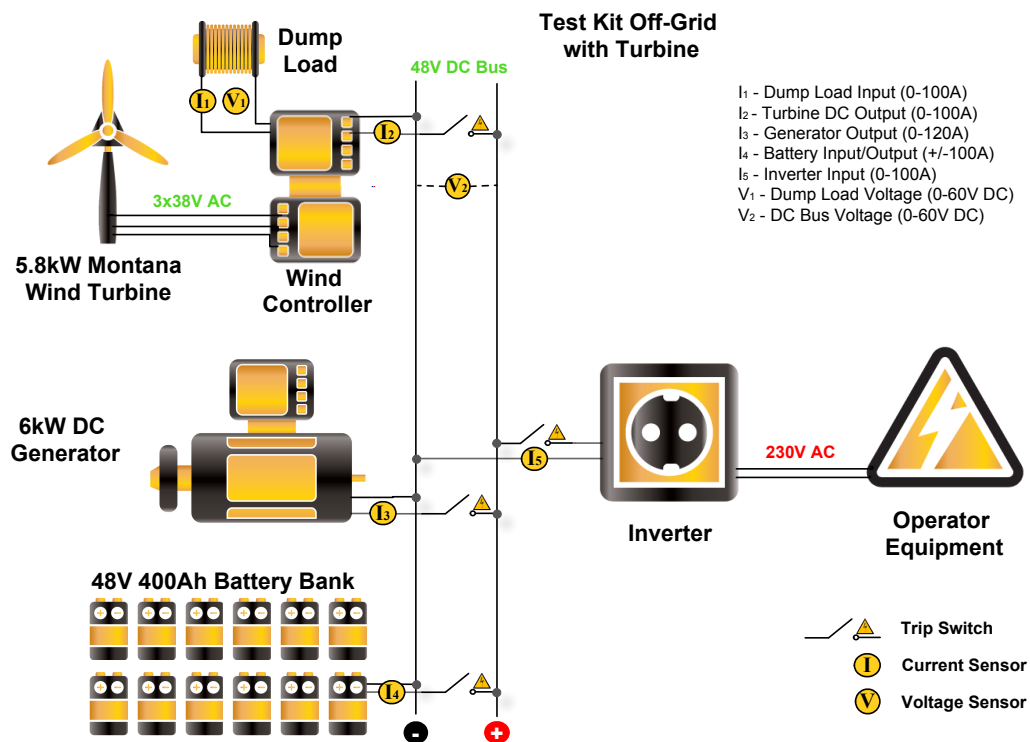 Test Kit Off-Grid
with Turbine
Dump
Load
48V DC Bus
I₁
V₁
I₂
V₂
I₁ - Dump Load Input (0-100A)
I₂ - Turbine DC Output (0-100A)
I₃ - Generator Output (0-120A)
I₄ - Battery Input/Output (+/-100A)
I₅ - Inverter Input (0-100A)
V₁ - Dump Load Voltage (0-60V DC)
V₂ - DC Bus Voltage (0-60V DC)
3x38V AC
5.8kW Montana
Wind Turbine
Wind
Controller
6kW DC
Generator
I₅
I₃
230V AC
Inverter
Operator
Equipment
48V 400Ah Battery Bank
I₄
- +
Trip Switch
I Current Sensor
V Voltage Sensor